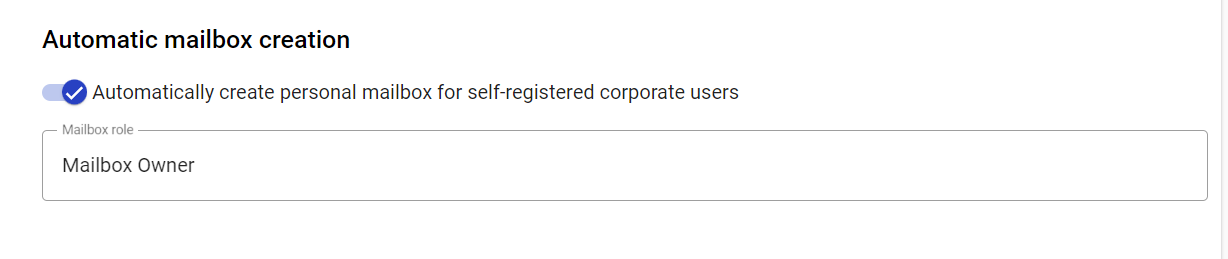 Automatic mailbox creation
Automatically create personal mailbox for self-registered corporate users
Mailbox role
Mailbox Owner